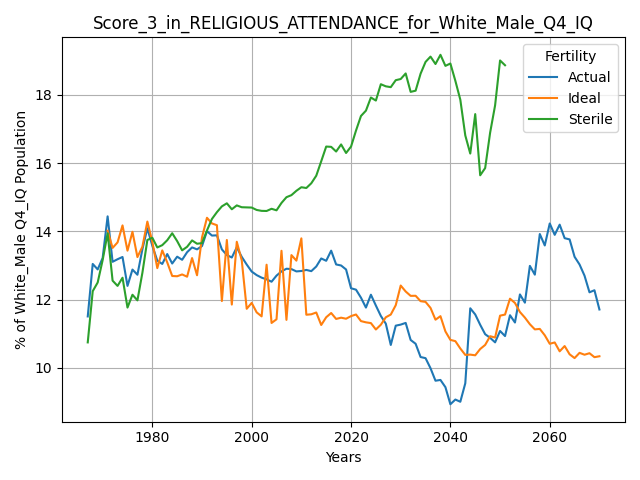 Score_3_in_RELIGIOUS_ATTENDANCE_for_White_Male_Q4_IQ
% of White_Male Q4_IQ Population
18
16
14
12
10
Fertility
Actual
Ideal
Sterile
1980
2000
2020
2040
2060
Years